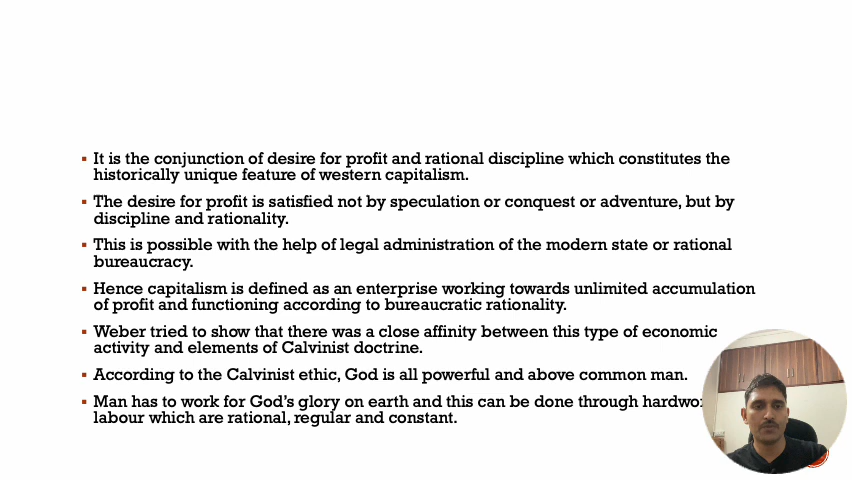 It is the conjunction of desire for profit and rational discipline which constitutes the
historically unique feature of western capitalism.
The desire for profit is satisfied not by speculation or conquest or adventure, but by
discipline and rationality.
This is possible with the help of legal administration of the modern state or rational
bureaucracy.
Hence capitalism is defined as an enterprise working towards unlimited accumulation
of profit and functioning according to bureaucratic rationality.
Weber tried to show that there was a close affinity between this type of economic
activity and elements of Calvinist doctrine.
According to the Calvinist ethic, God is all powerful and above common man.
Man has to work for God's glory on earth and this can be done through
labour which are rational, regular and constant.